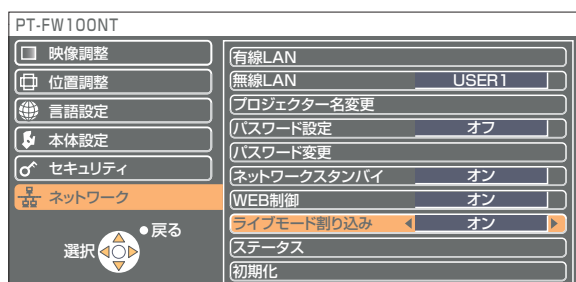 PT-FW100NT
映像調整
位置調整
言語設定
本体設定
セキュリティ
ネットワーク
●戻る
選択
有線LAN
無線LAN USER1
プロジェクター名変更
パスワード設定 オフ
パスワード変更
ネットワークスタンバイ オン
WEB制御 オン
ライブモード割り込み オン
ステータス
初期化